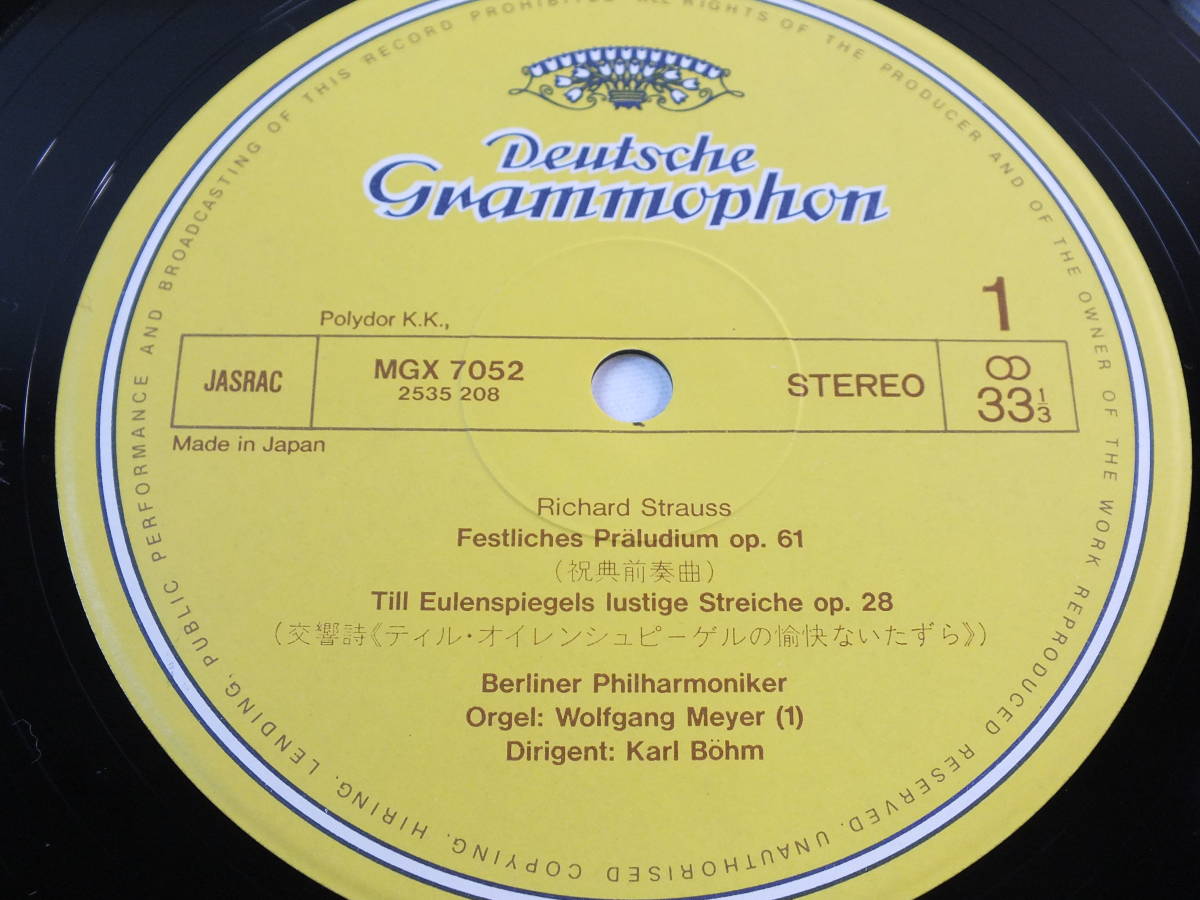 Deutsche
Grammophon
1
Polydor K.K.,
JASRAC
MGX 7052
2535 208
STEREO
33 1/3
Made in Japan
Richard Strauss
Festliches Präludium op. 61
(祝典前奏曲)
Till Eulenspiegels lustige Streiche op. 28
(交響詩《ティル・オイレンシュピーゲルの愉快ないたずら》)
Berliner Philharmoniker
Orgel: Wolfgang Meyer (1)
Dirigent: Karl Böhm
ALL RIGHTS OF THE PRODUCER AND OF THE OWNER OF THE WORK REPRODUCED RESERVED. UNAUTHORISED COPYING, HIRING, LENDING, PUBLIC PERFORMANCE AND BROADCASTING OF THIS RECORD PROHIBITED